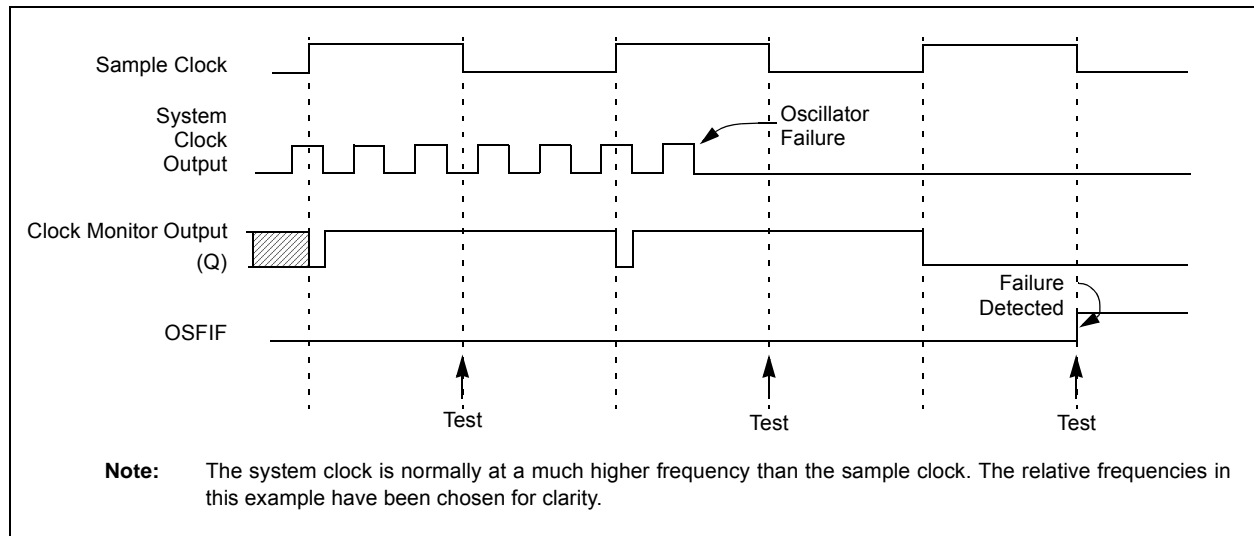 Sample Clock
System
Clock
Output
Oscillator
Failure
Clock Monitor Output
(Q)
Failure
Detected
OSFIF
Test
Test
Test
Note: The system clock is normally at a much higher frequency than the sample clock. The relative frequencies in
this example have been chosen for clarity.